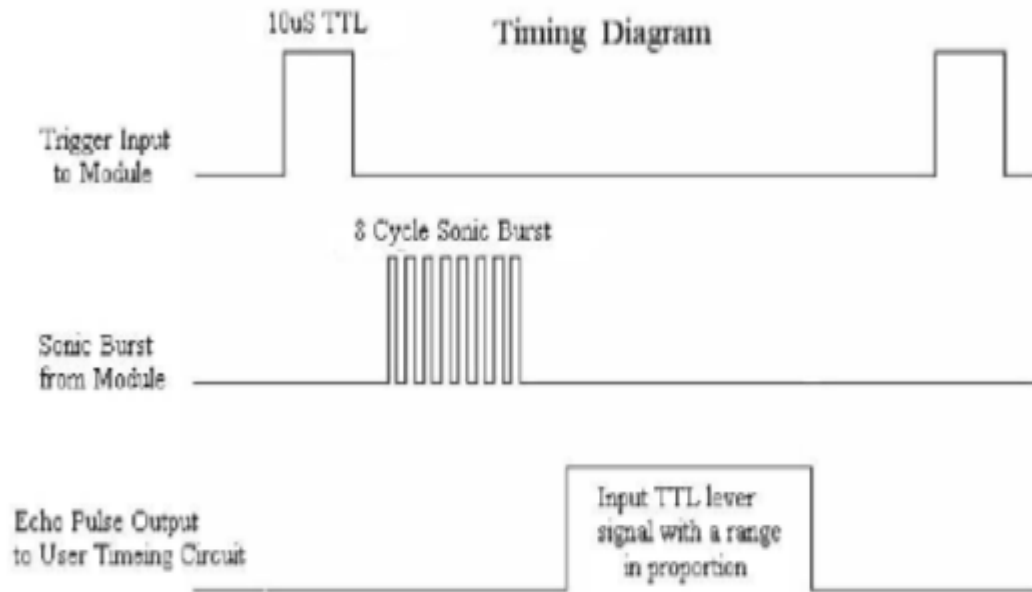 10uS TTL
Timing Diagram
Trigger Input
to Module
8 Cycle Sonic Burst
Sonic Burst
from Module
Echo Pulse Output
to User Timeing Circuit
Input TTL lever
signal with a range
in proportion